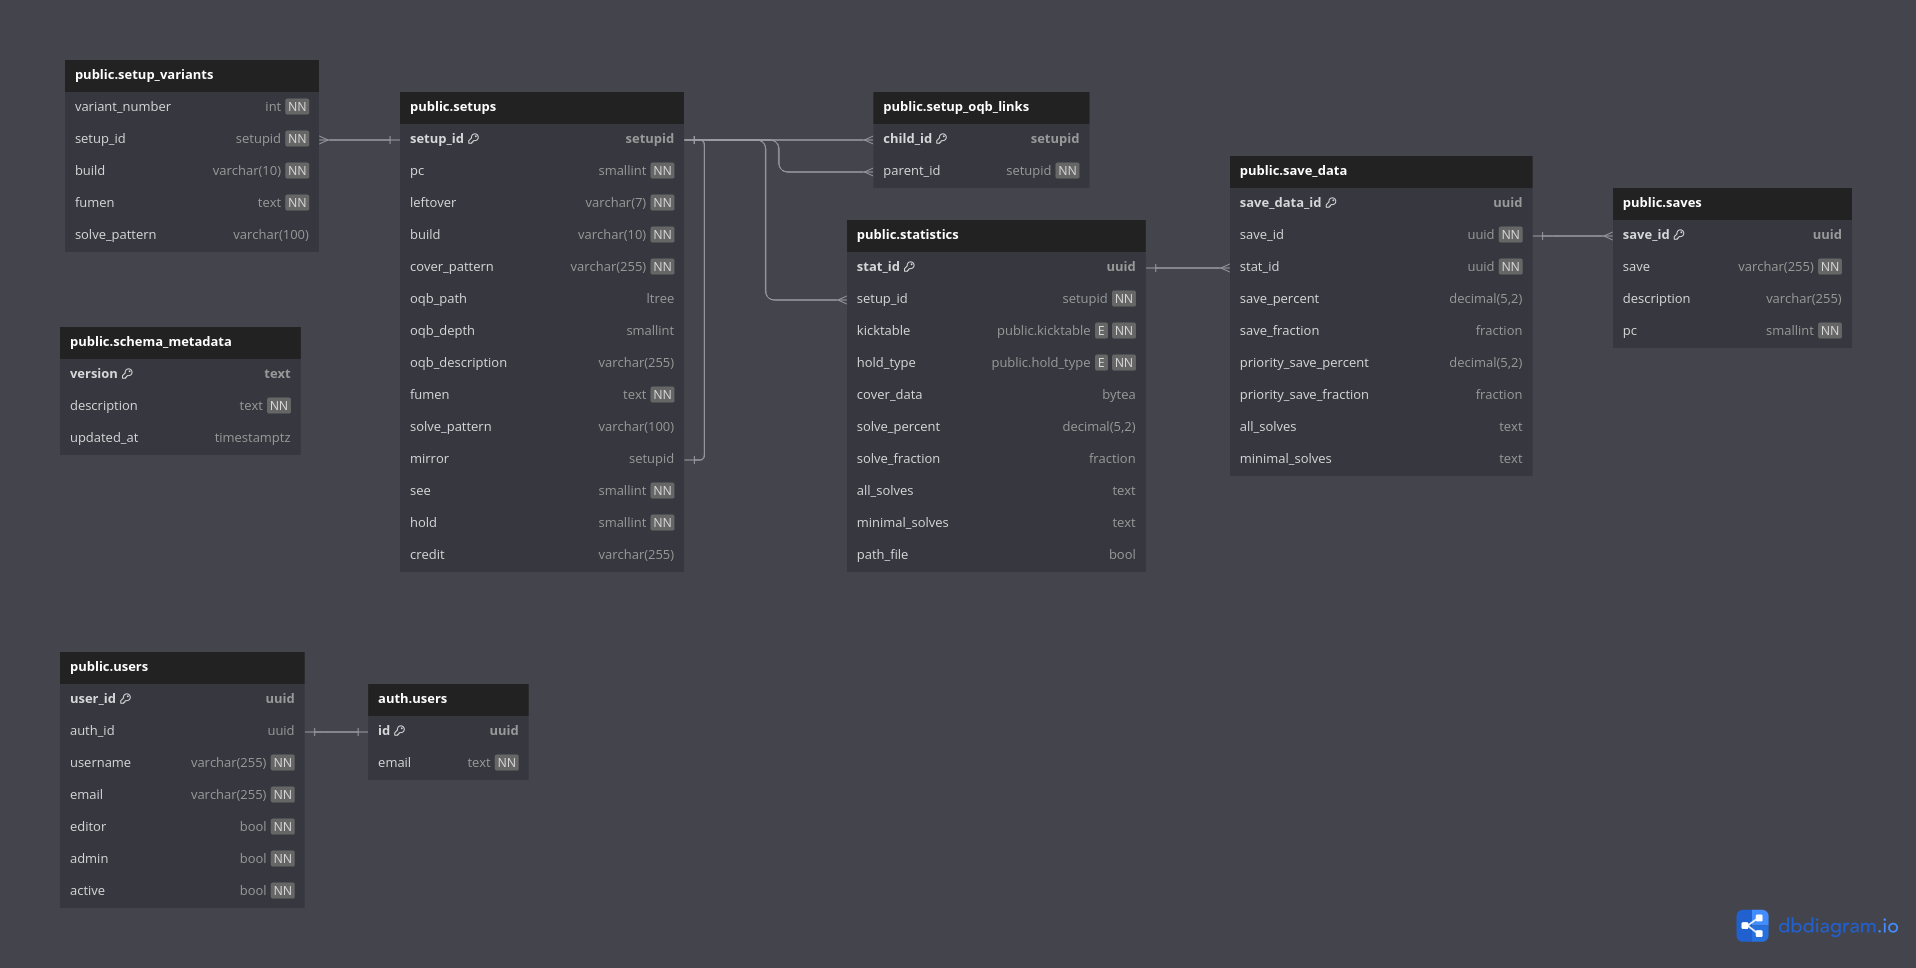 public.setup_variants
variant_number int NN
setup_id setupid NN
build varchar(10) NN
fumen text NN
solve_pattern varchar(100)
public.schema_metadata
version text
description text NN
updated_at timestamptz
public.setups
setup_id setupid
pc smallint NN
leftover varchar(7) NN
build varchar(10) NN
cover_pattern varchar(255) NN
oqb_path ltree
oqb_depth smallint
oqb_description varchar(255)
fumen text NN
solve_pattern varchar(100)
mirror setupid
see smallint NN
hold smallint NN
credit varchar(255)
public.setup_oqb_links
child_id setupid
parent_id setupid NN
public.statistics
stat_id uuid
setup_id setupid NN
kicktable public.kicktable E NN
hold_type public.hold_type E NN
cover_data bytea
solve_percent decimal(5,2)
solve_fraction fraction
all_solves text
minimal_solves text
path_file bool
public.save_data
save_data_id uuid
save_id uuid NN
stat_id uuid NN
save_percent decimal(5,2)
save_fraction fraction
priority_save_percent decimal(5,2)
priority_save_fraction fraction
all_solves text
minimal_solves text
public.saves
save_id uuid
save varchar(255) NN
description varchar(255)
pc smallint NN
public.users
user_id uuid
auth_id uuid
username varchar(255) NN
email varchar(255) NN
editor bool NN
admin bool NN
active bool NN
auth.users
id uuid
email text NN
dbdiagram.io